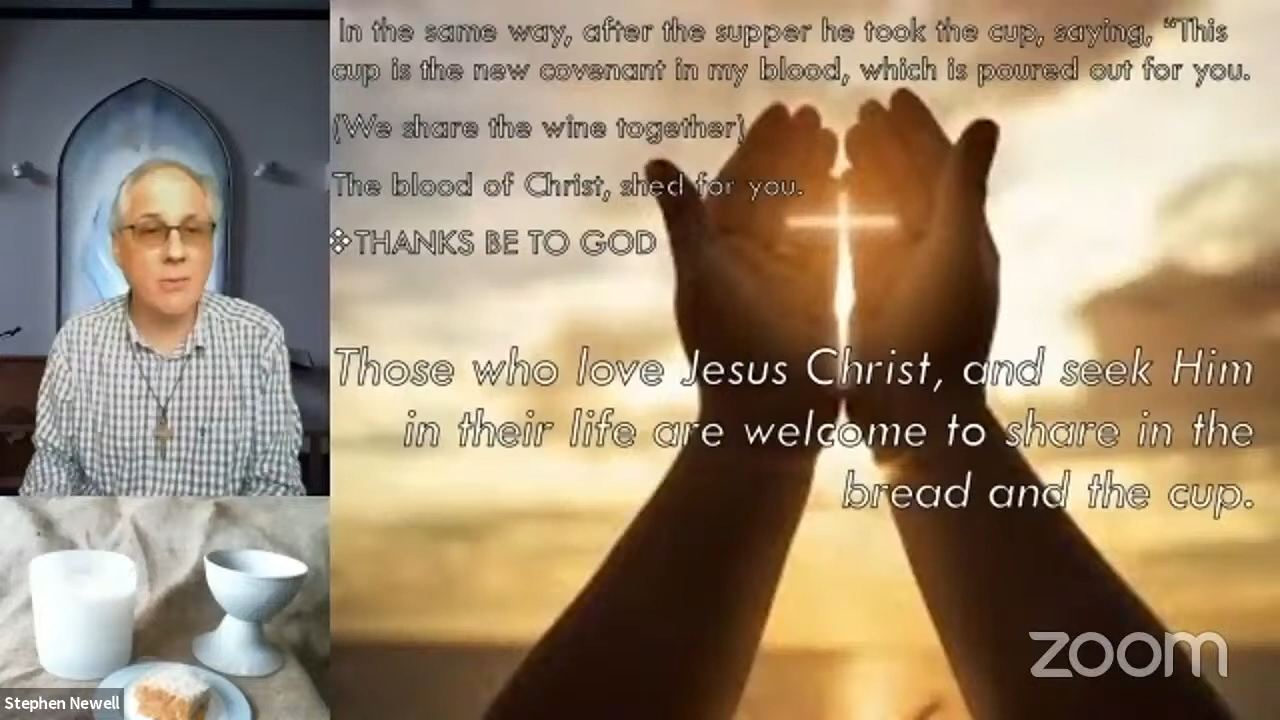 In the same way, after the supper he took the cup, saying, “This
cup is the new covenant in my blood, which is poured out for you.
(We share the wine together)
The blood of Christ, shed for you.
❖THANKS BE TO GOD
Those who love Jesus Christ, and seek Him
in their life are welcome to share in the
bread and the cup.
zoom
Stephen Newell